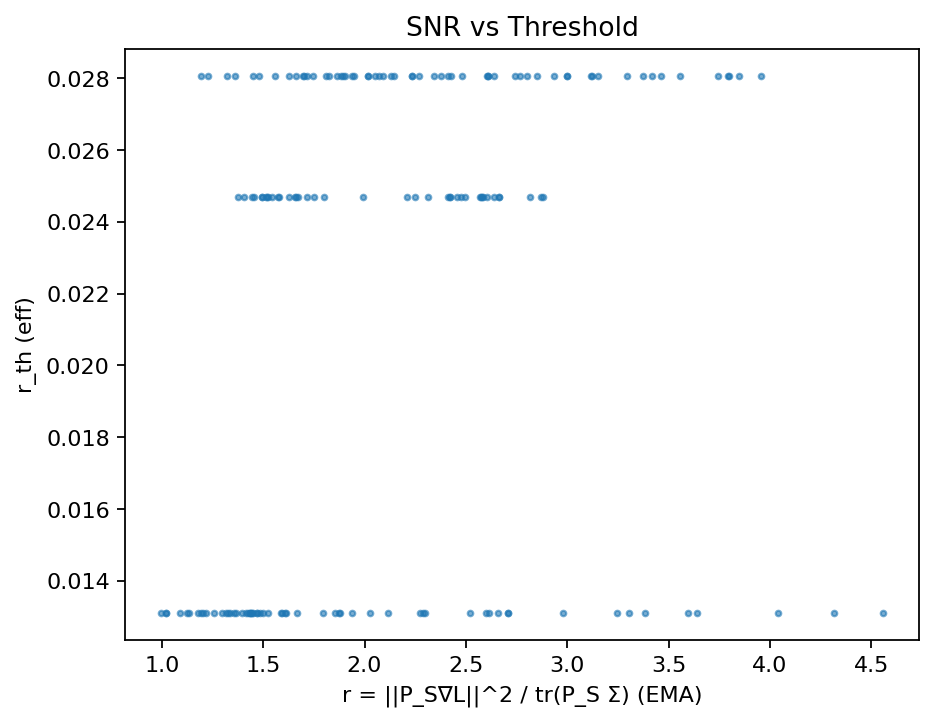 SNR vs Threshold
r_th (eff)
0.028
0.026
0.024
0.022
0.020
0.018
0.016
0.014
1.0 1.5 2.0 2.5 3.0 3.5 4.0 4.5
r = ||P_S∇L||^2 / tr(P_S Σ) (EMA)